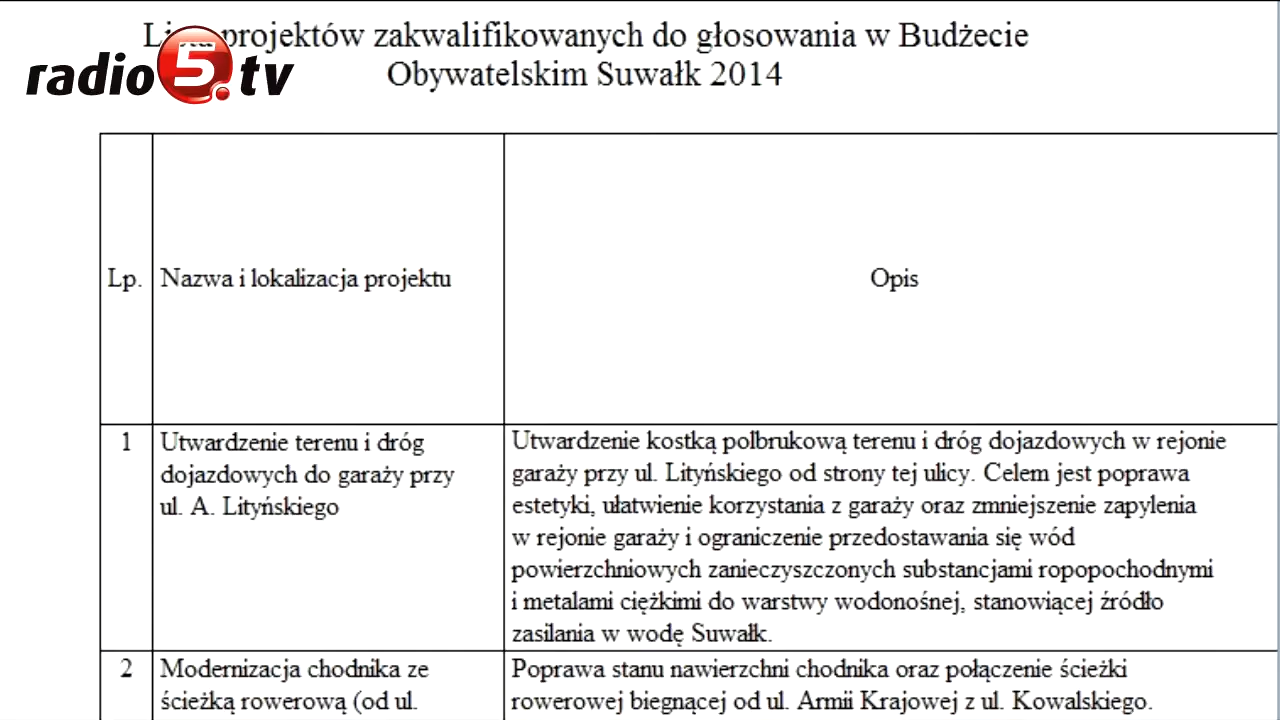 Lista projektów zakwalifikowanych do głosowania w Budżecie
Obywatelskim Suwałk 2014
radio5.tv
Lp.
Nazwa i lokalizacja projektu
Opis
1
Utwardzenie terenu i dróg
dojazdowych do garaży przy
ul. A. Lityńskiego
Utwardzenie kostką polbrukową terenu i dróg dojazdowych w rejonie
garaży przy ul. Lityńskiego od strony tej ulicy. Celem jest poprawa
estetyki, ułatwienie korzystania z garaży oraz zmniejszenie zapylenia
w rejonie garaży i ograniczenie przedostawania się wód
powierzchniowych zanieczyszczonych substancjami ropopochodnymi
i metalami ciężkimi do warstwy wodonośnej, stanowiącej źródło
zasilania w wodę Suwałk.
2
Modernizacja chodnika ze
ścieżką rowerową (od ul.
Poprawa stanu nawierzchni chodnika oraz połączenie ścieżki
rowerowej biegnącej od ul. Armii Krajowej z ul. Kowalskiego.